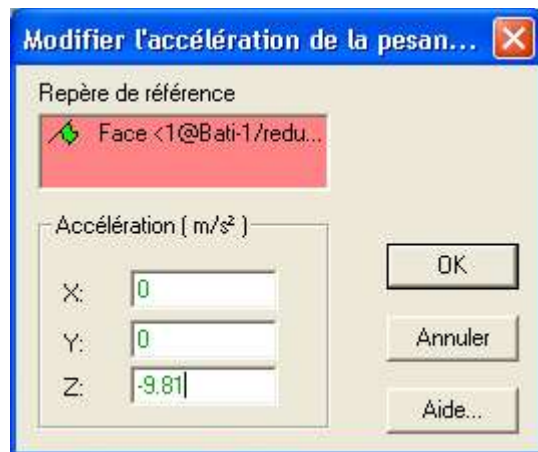 Modifier l'accélération de la pesan...
Repère de référence
Face <1@Bati-1/redu...
Accélération ( m/s² )
X: 0
Y: 0
Z: -9.81
OK
Annuler
Aide...